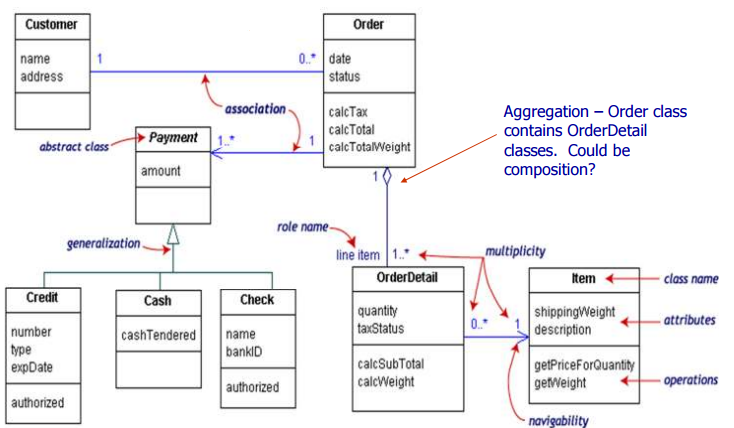 Customer
name
address
1
0..*
Order
date
status
calcTax
calcTotal
calcTotalWeight
association
abstract class
Payment
amount
1..*
1
Aggregation – Order class
contains OrderDetail
classes. Could be
composition?
1
generalization
role name
line item
1..*
multiplicity
Credit
number
type
expDate
authorized
Cash
cashTendered
Check
name
bankID
authorized
OrderDetail
quantity
taxStatus
calcSubTotal
calcWeight
0..*
1
Item
shippingWeight
description
getPriceForQuantity
getWeight
class name
attributes
operations
navigability